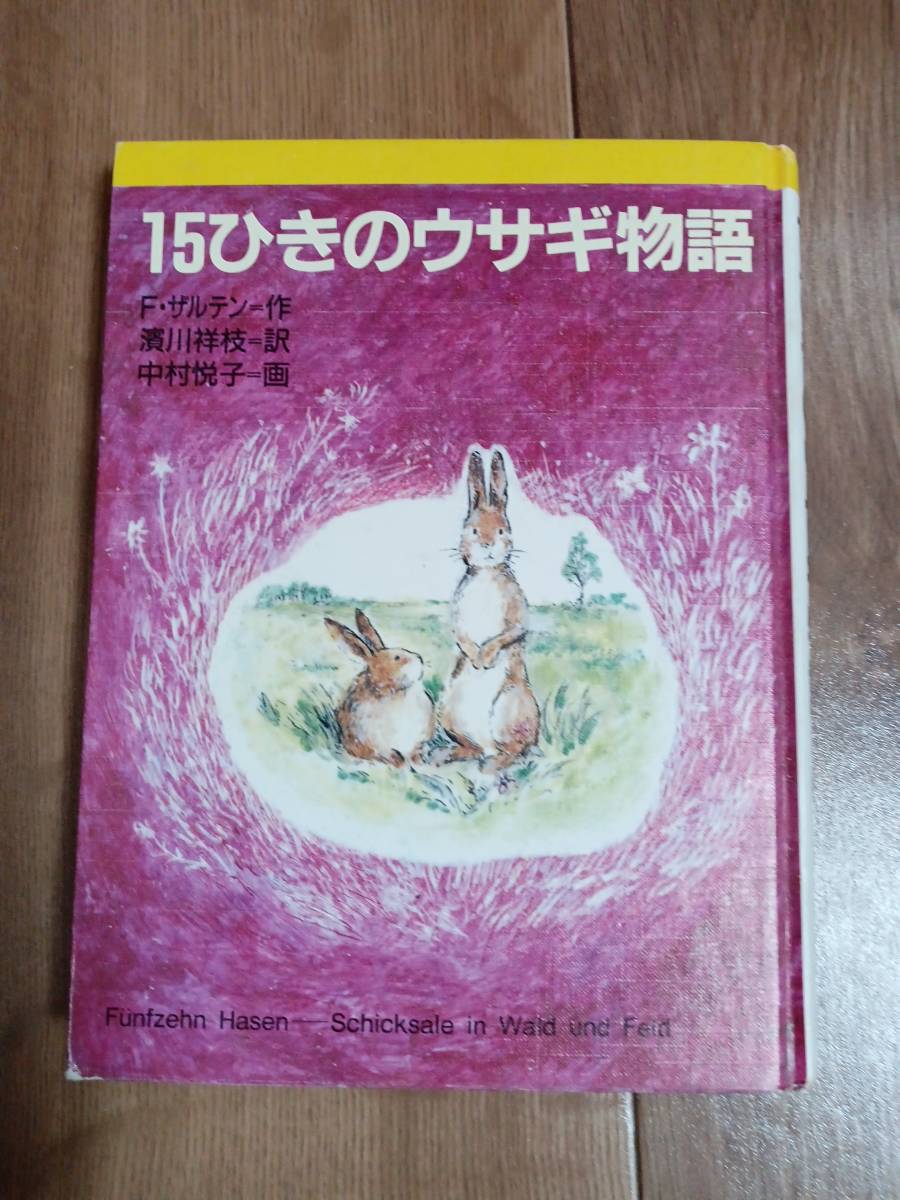 15ひきのウサギ物語
F・ザルテン=作
濱川祥枝=訳
中村悦子=画
Fünfzehn Hasen—Schicksale in Wald und Feld